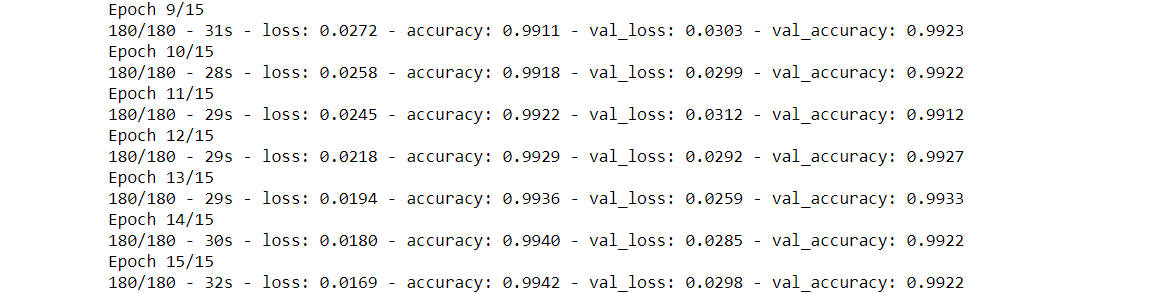 Epoch 9/15
180/180 - 31s - loss: 0.0272 - accuracy: 0.9911 - val_loss: 0.0303 - val_accuracy: 0.9923
Epoch 10/15
180/180 - 28s - loss: 0.0258 - accuracy: 0.9918 - val_loss: 0.0299 - val_accuracy: 0.9922
Epoch 11/15
180/180 - 29s - loss: 0.0245 - accuracy: 0.9922 - val_loss: 0.0312 - val_accuracy: 0.9912
Epoch 12/15
180/180 - 29s - loss: 0.0218 - accuracy: 0.9929 - val_loss: 0.0292 - val_accuracy: 0.9927
Epoch 13/15
180/180 - 29s - loss: 0.0194 - accuracy: 0.9936 - val_loss: 0.0259 - val_accuracy: 0.9933
Epoch 14/15
180/180 - 30s - loss: 0.0180 - accuracy: 0.9940 - val_loss: 0.0285 - val_accuracy: 0.9922
Epoch 15/15
180/180 - 32s - loss: 0.0169 - accuracy: 0.9942 - val_loss: 0.0298 - val_accuracy: 0.9922